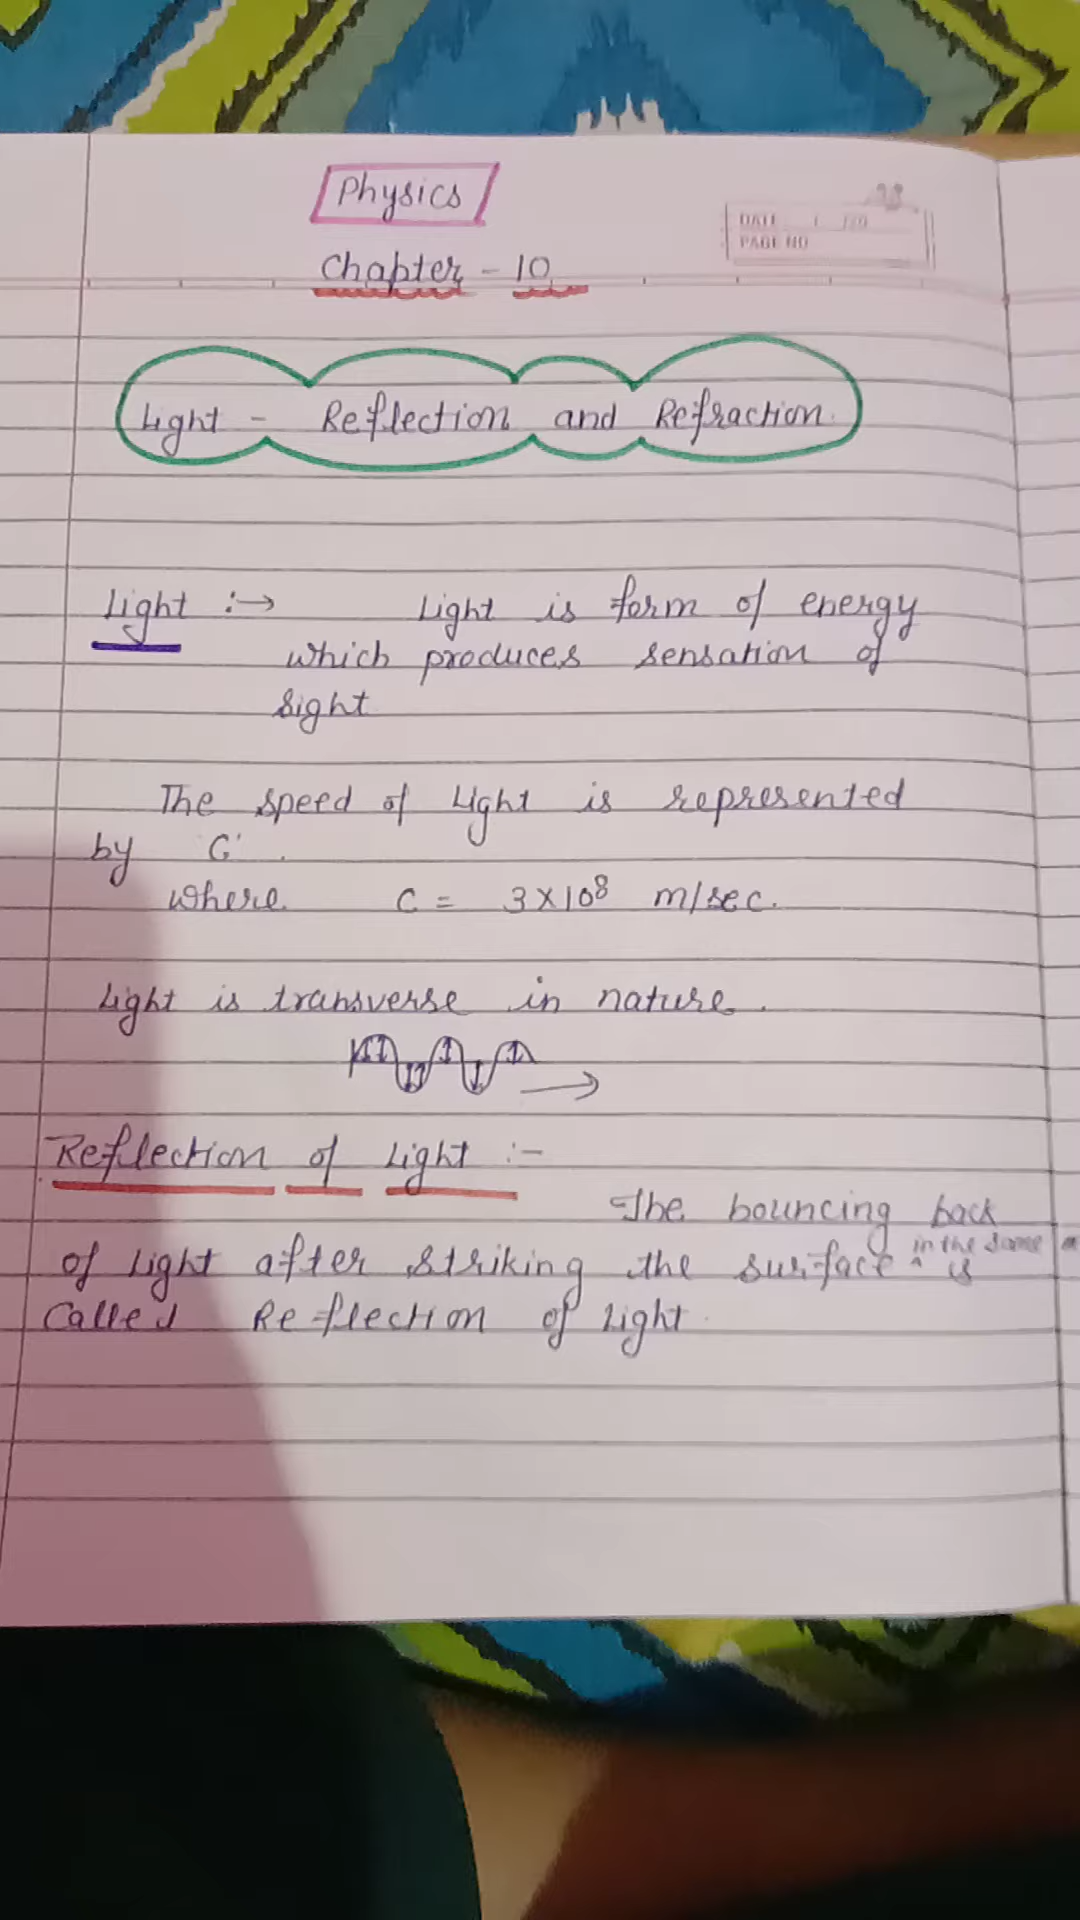 Physics
DATE / /20
PAGE NO
Chapter - 10
Light - Reflection and Refraction.
Light :→ Light is form of energy
which produces sensation of
sight
The speed of Light is represented
by 'C'.
where C = 3×10⁸ m/sec.
Light is transverse in nature.
Reflection of Light :-
The bouncing back
in the same
of light after striking the surface ^ is
called Reflection of Light.